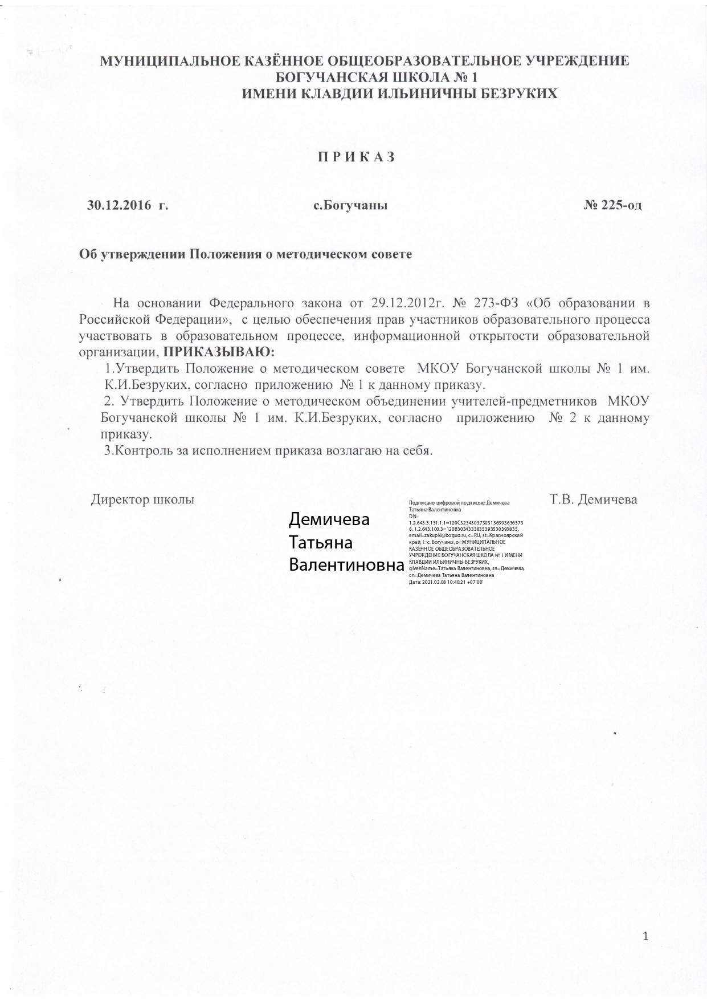 МУНИЦИПАЛЬНОЕ КАЗЁННОЕ ОБЩЕОБРАЗОВАТЕЛЬНОЕ УЧРЕЖДЕНИЕ
БОГУЧАНСКАЯ ШКОЛА № 1
ИМЕНИ КЛАВДИИ ИЛЬИНИЧНЫ БЕЗРУКИХ
П Р И К А З
30.12.2016 г. с.Богучаны № 225-од
Об утверждении Положения о методическом совете
На основании Федерального закона от 29.12.2012г. № 273-ФЗ «Об образовании в
Российской Федерации», с целью обеспечения прав участников образовательного процесса
участвовать в образовательном процессе, информационной открытости образовательной
организации, ПРИКАЗЫВАЮ:
1.Утвердить Положение о методическом совете МКОУ Богучанской школы № 1 им.
К.И.Безруких, согласно приложению № 1 к данному приказу.
2. Утвердить Положение о методическом объединении учителей-предметников МКОУ
Богучанской школы № 1 им. К.И.Безруких, согласно приложению № 2 к данному
приказу.
3.Контроль за исполнением приказа возлагаю на себя.
Директор школы Т.В. Демичева
Демичева
Татьяна
Валентиновна
Подписано цифровой подписью: Демичева
Татьяна Валентиновна
DN:
1.2.643.3.131.1.1=120C32343037303136393636373
6, 1.2.643.100.3=120B3034333835393530393835,
email=zakupki@boguo.ru, c=RU, st=Красноярский
край, l=с. Богучаны, o=МУНИЦИПАЛЬНОЕ
КАЗЁННОЕ ОБЩЕОБРАЗОВАТЕЛЬНОЕ
УЧРЕЖДЕНИЕ БОГУЧАНСКАЯ ШКОЛА № 1 ИМЕНИ
КЛАВДИИ ИЛЬИНИЧНЫ БЕЗРУКИХ,
givenName=Татьяна Валентиновна, sn=Демичева,
cn=Демичева Татьяна Валентиновна
Дата: 2021.02.08 10:40:21 +07'00'
1